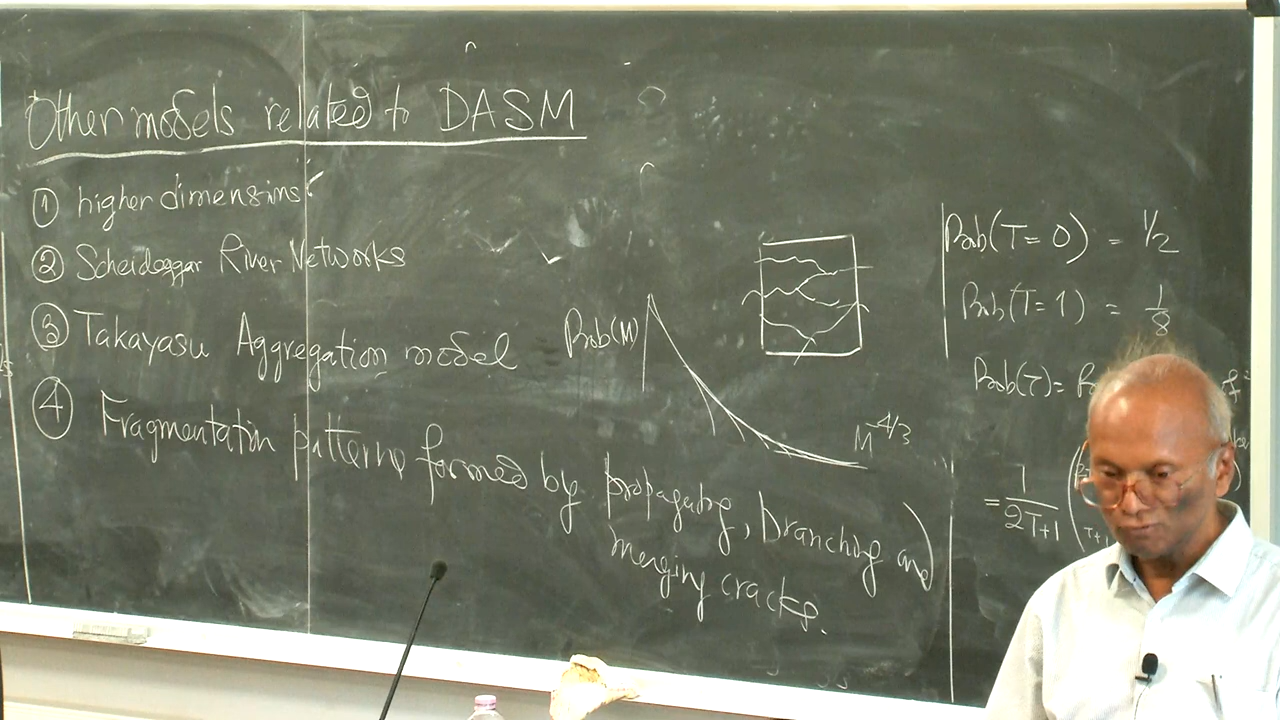 Other models related to DASM
① higher dimensions
② Scheideggar River Networks
③ Takayasu Aggregation model
④ Fragmentation patterns formed by propagating, branching and
merging cracks.
Prob(M)
M^-4/3
Prob(T=0) = 1/2
Prob(T=1) = 1/8
Prob(T)=
= 1/2T+1